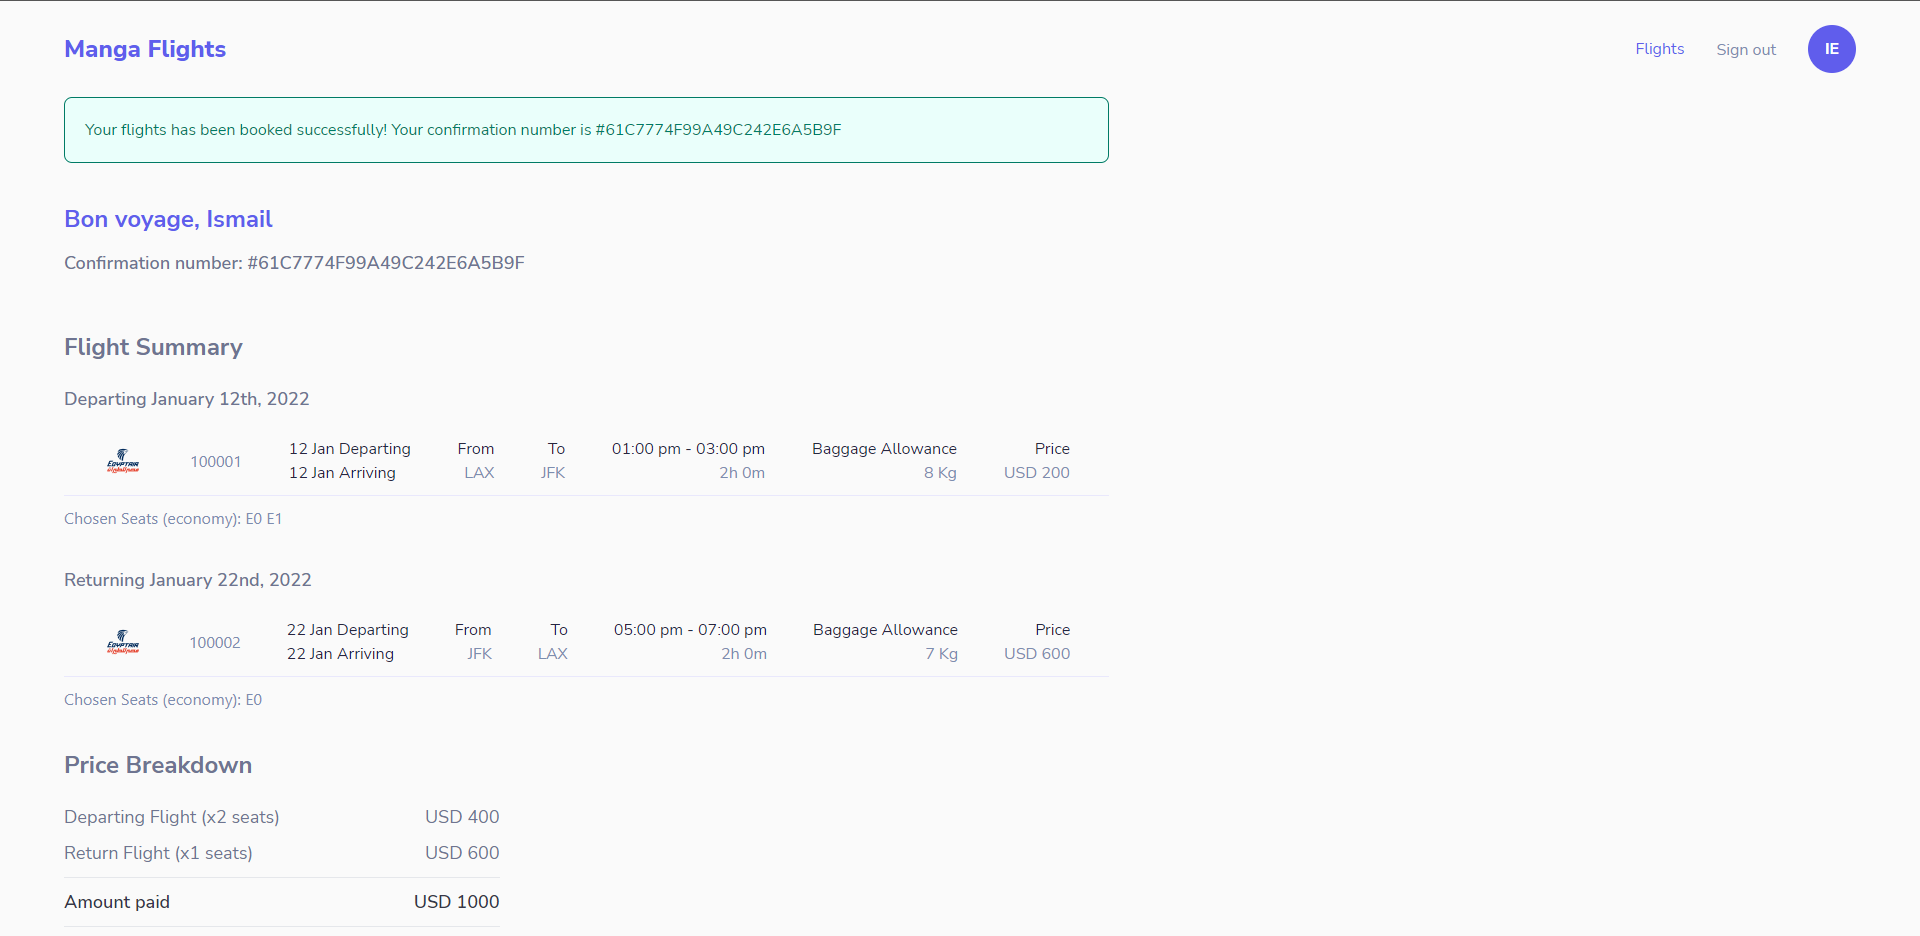 Manga Flights
Flights
Sign out
IE
Your flights has been booked successfully! Your confirmation number is #61C7774F99A49C242E6A5B9F
Bon voyage, Ismail
Confirmation number: #61C7774F99A49C242E6A5B9F
Flight Summary
Departing January 12th, 2022
EGYPTAIR
100001
12 Jan Departing
12 Jan Arriving
From
LAX
To
JFK
01:00 pm - 03:00 pm
2h 0m
Baggage Allowance
8 Kg
Price
USD 200
Chosen Seats (economy): E0 E1
Returning January 22nd, 2022
EGYPTAIR
100002
22 Jan Departing
22 Jan Arriving
From
JFK
To
LAX
05:00 pm - 07:00 pm
2h 0m
Baggage Allowance
7 Kg
Price
USD 600
Chosen Seats (economy): E0
Price Breakdown
Departing Flight (x2 seats) USD 400
Return Flight (x1 seats) USD 600
Amount paid USD 1000